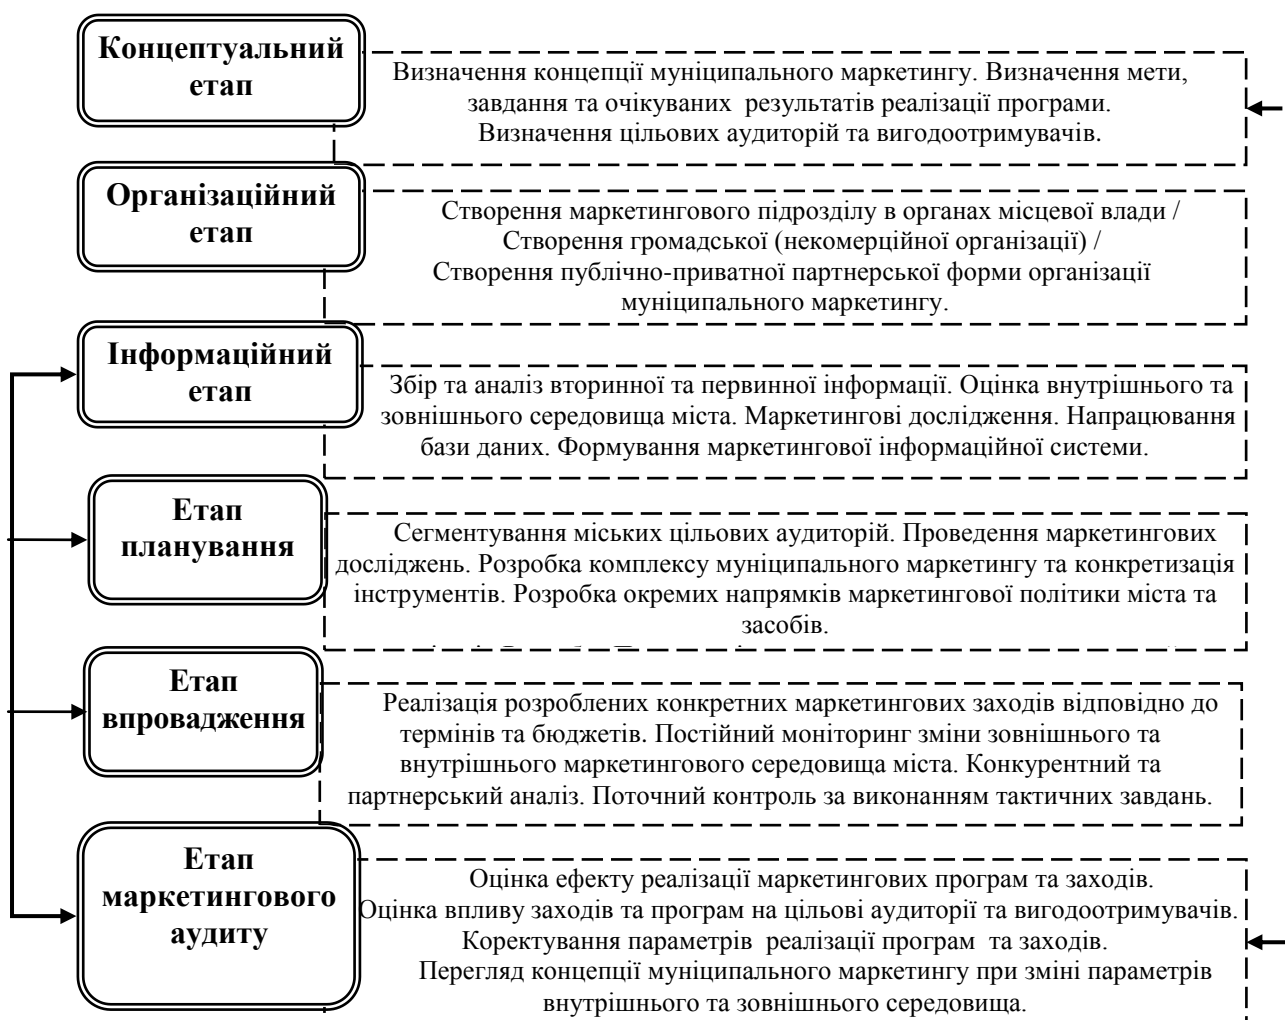 Концептуальний
етап
Визначення концепції муніципального маркетингу. Визначення мети,
завдання та очікуваних результатів реалізації програми.
Визначення цільових аудиторій та вигодоотримувачів.
Організаційний
етап
Створення маркетингового підрозділу в органах місцевої влади /
Створення громадської (некомерційної організації) /
Створення публічно-приватної партнерської форми організації
муніципального маркетингу.
Інформаційний
етап
Збір та аналіз вторинної та первинної інформації. Оцінка внутрішнього та
зовнішнього середовища міста. Маркетингові дослідження. Напрацювання
бази даних. Формування маркетингової інформаційної системи.
Етап
планування
Сегментування міських цільових аудиторій. Проведення маркетингових
досліджень. Розробка комплексу муніципального маркетингу та конкретизація
інструментів. Розробка окремих напрямків маркетингової політики міста та
засобів.
Етап
впровадження
Реалізація розроблених конкретних маркетингових заходів відповідно до
термінів та бюджетів. Постійний моніторинг зміни зовнішнього та
внутрішнього маркетингового середовища міста. Конкурентний та
партнерський аналіз. Поточний контроль за виконанням тактичних завдань.
Етап
маркетингового
аудиту
Оцінка ефекту реалізації маркетингових програм та заходів.
Оцінка впливу заходів та програм на цільові аудиторії та вигодоотримувачів.
Коректування параметрів реалізації програм та заходів.
Перегляд концепції муніципального маркетингу при зміні параметрів
внутрішнього та зовнішнього середовища.